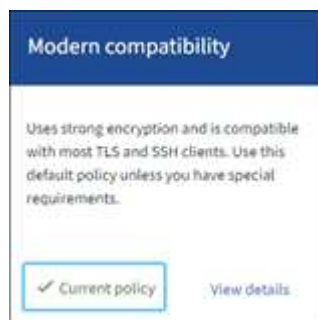 Modern compatibility
Uses strong encryption and is compatible
with most TLS and SSH clients. Use this
default policy unless you have special
requirements.
Current policy
View details